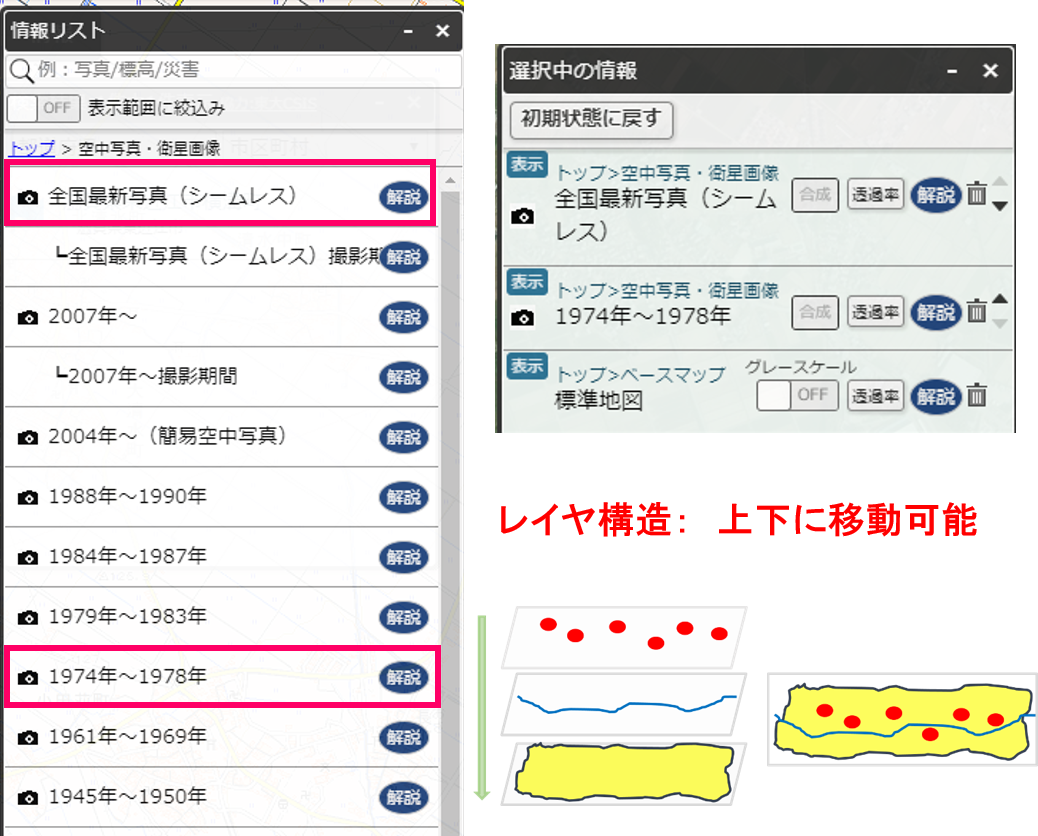 情報リスト
例：写真/標高/災害
OFF 表示範囲に絞込み
トップ > 空中写真・衛星画像
全国最新写真（シームレス） 解説
┗全国最新写真（シームレス）撮影期 解説
2007年～ 解説
┗2007年～撮影期間 解説
2004年～（簡易空中写真） 解説
1988年～1990年 解説
1984年～1987年 解説
1979年～1983年 解説
1974年～1978年 解説
1961年～1969年 解説
1945年～1950年 解説
選択中の情報
初期状態に戻す
表示 トップ>空中写真・衛星画像
全国最新写真（シーム 合成 透過率 解説
レス）
表示 トップ>空中写真・衛星画像
1974年～1978年 合成 透過率 解説
表示 トップ>ベースマップ グレースケール
標準地図 OFF 透過率 解説
レイヤ構造： 上下に移動可能